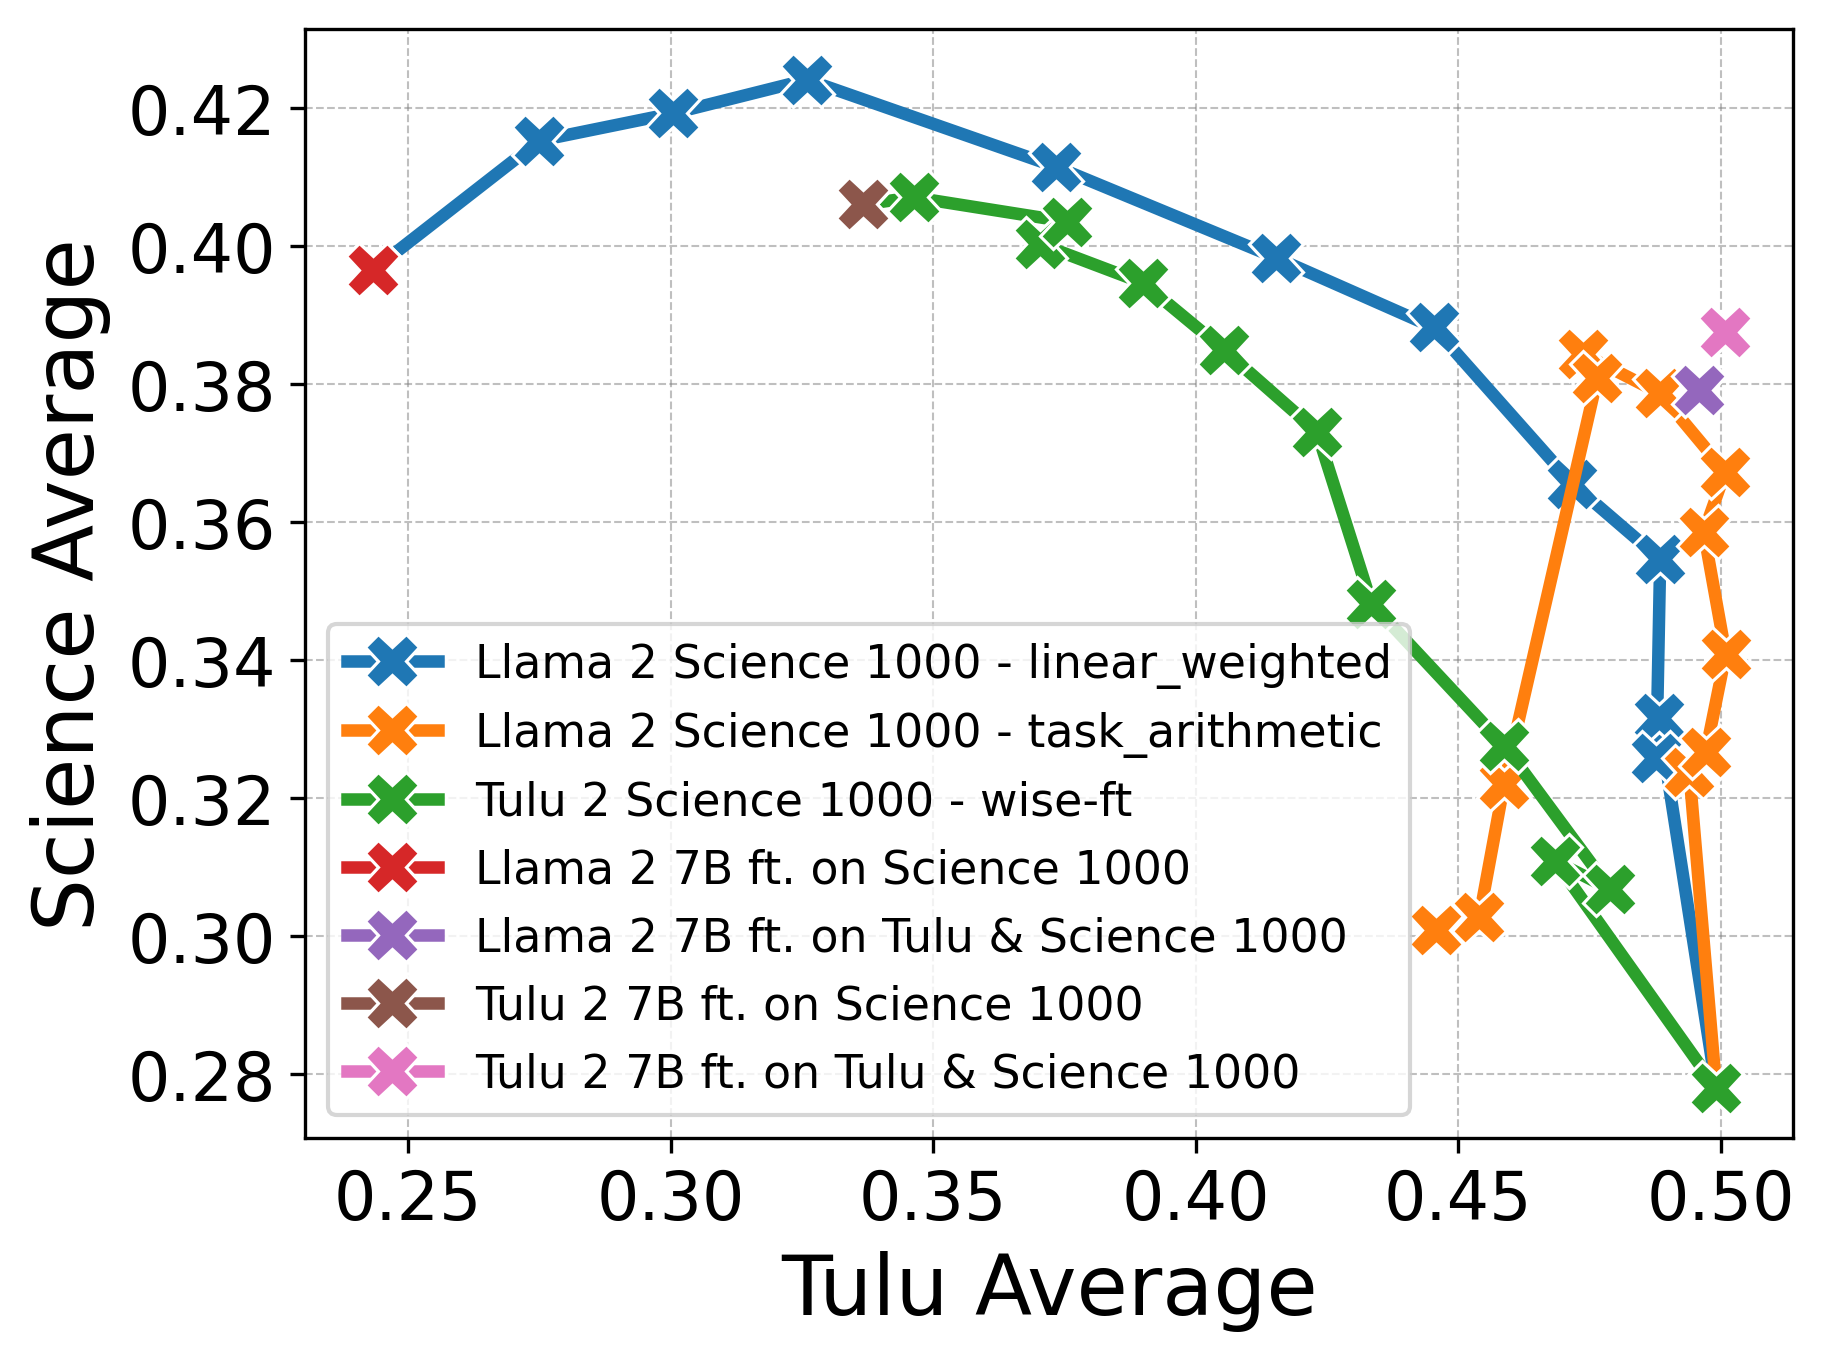 0.42
0.40
0.38
0.36
0.34
0.32
0.30
0.28
Science Average
Llama 2 Science 1000 - linear_weighted
Llama 2 Science 1000 - task_arithmetic
Tulu 2 Science 1000 - wise-ft
Llama 2 7B ft. on Science 1000
Llama 2 7B ft. on Tulu & Science 1000
Tulu 2 7B ft. on Science 1000
Tulu 2 7B ft. on Tulu & Science 1000
0.25 0.30 0.35 0.40 0.45 0.50
Tulu Average